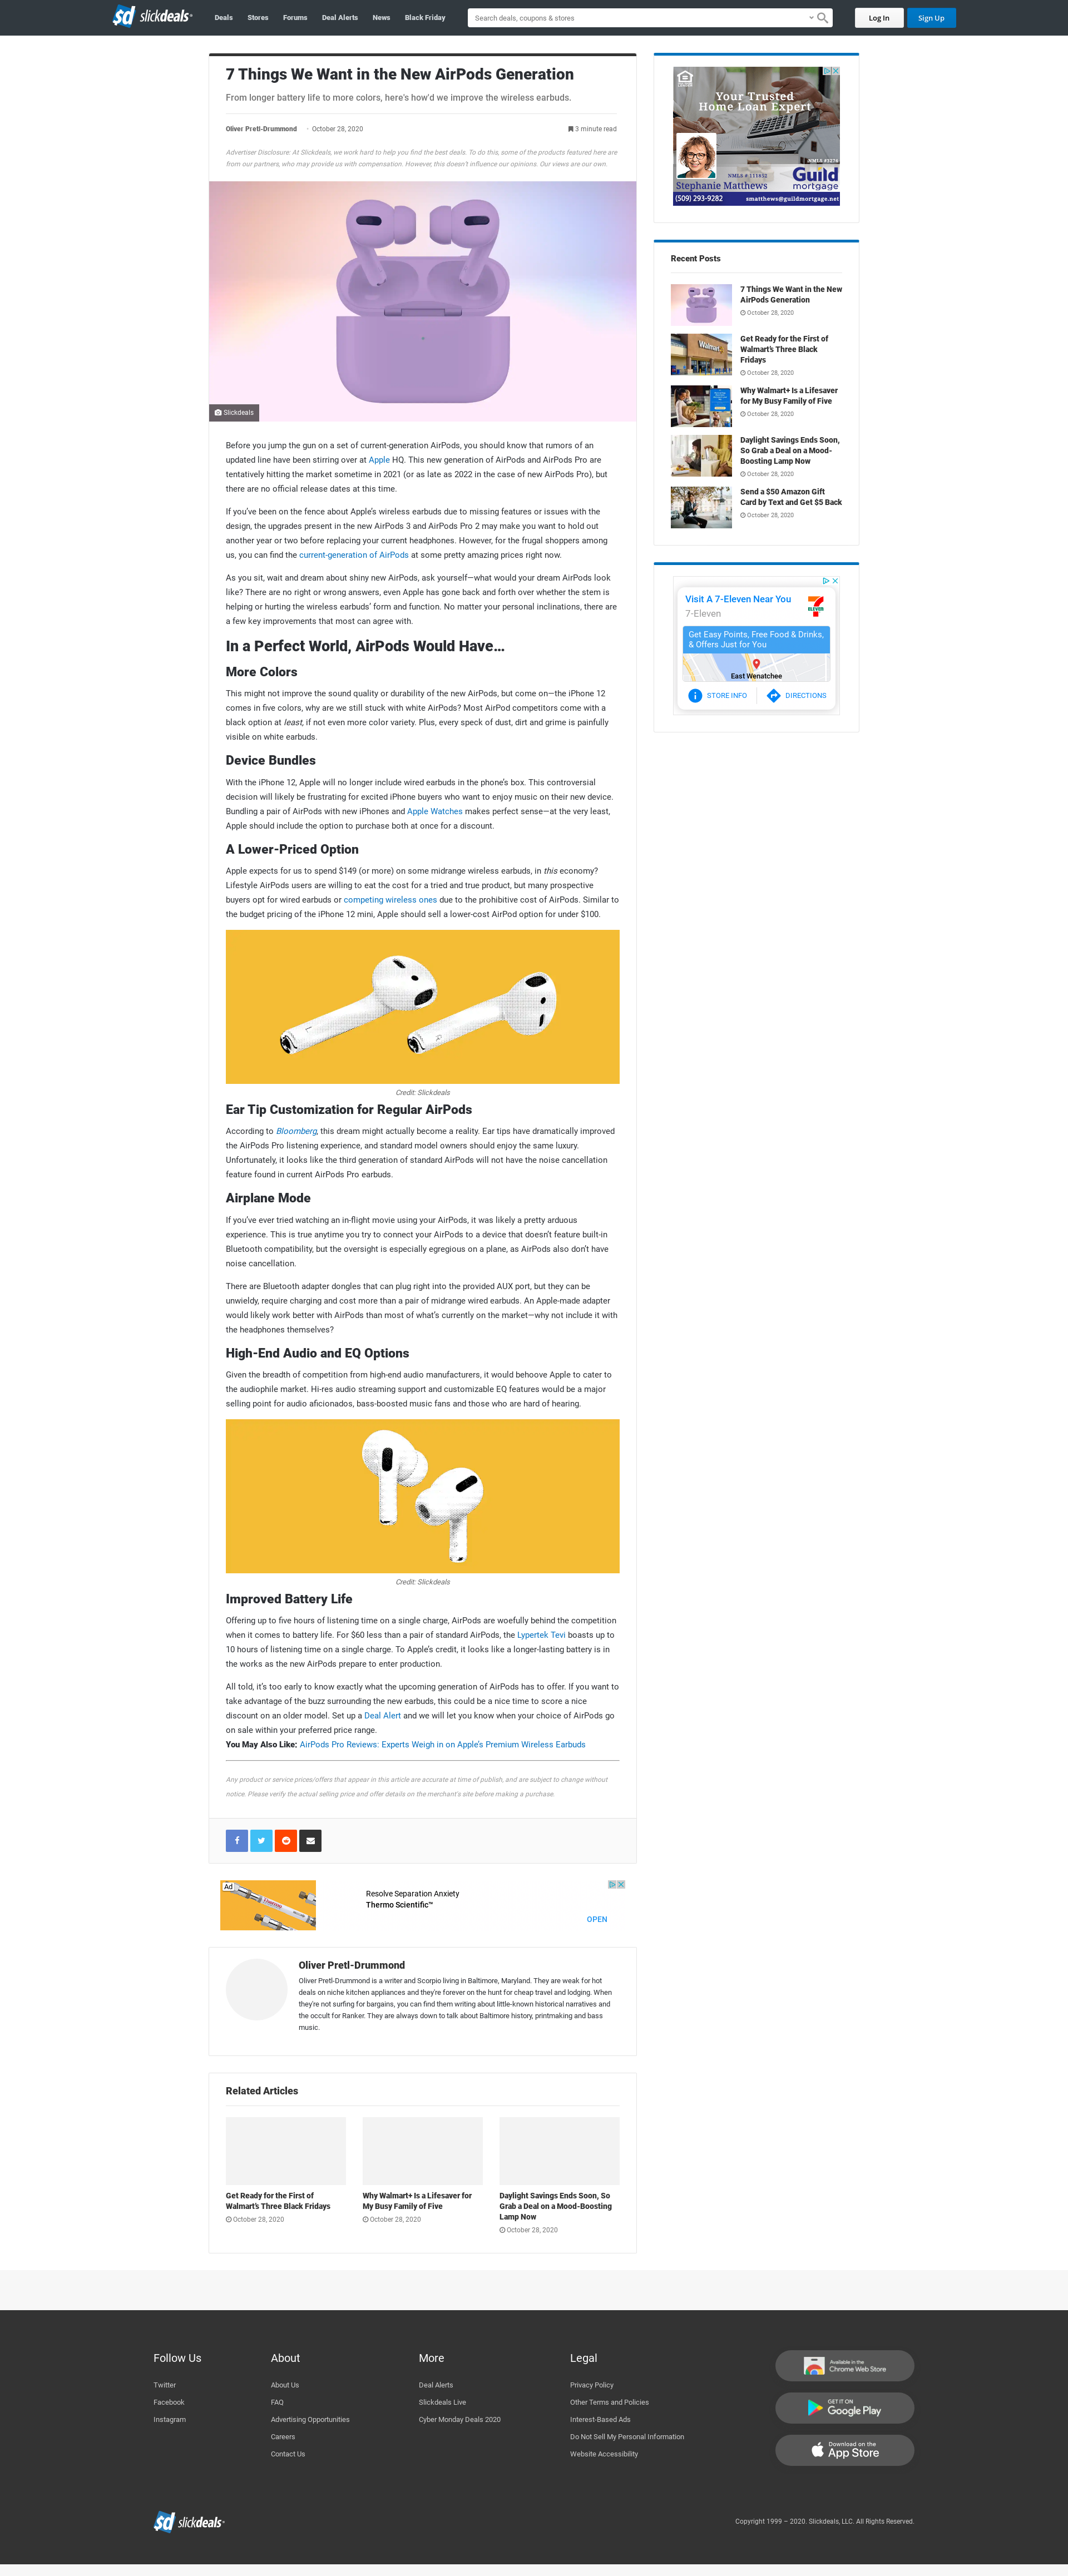 sd slickdeals
Deals Stores Forums Deal Alerts News Black Friday
Search deals, coupons & stores
Log In Sign Up
7 Things We Want in the New AirPods Generation
From longer battery life to more colors, here's how'd we improve the wireless earbuds.
Oliver Pretl-Drummond · October 28, 2020
3 minute read
Advertiser Disclosure: At Slickdeals, we work hard to help you find the best deals. To do this, some of the products featured here are
from our partners, who may provide us with compensation. However, this doesn't influence our opinions. Our views are our own.
Slickdeals
Before you jump the gun on a set of current-generation AirPods, you should know that rumors of an
updated line have been stirring over at Apple HQ. This new generation of AirPods and AirPods Pro are
tentatively hitting the market sometime in 2021 (or as late as 2022 in the case of new AirPods Pro), but
there are no official release dates at this time.
If you've been on the fence about Apple's wireless earbuds due to missing features or issues with the
design, the upgrades present in the new AirPods 3 and AirPods Pro 2 may make you want to hold out
another year or two before replacing your current headphones. However, for the frugal shoppers among
us, you can find the current-generation of AirPods at some pretty amazing prices right now.
As you sit, wait and dream about shiny new AirPods, ask yourself—what would your dream AirPods look
like? There are no right or wrong answers, even Apple has gone back and forth over whether the stem is
helping or hurting the wireless earbuds' form and function. No matter your personal inclinations, there are
a few key improvements that most can agree with.
In a Perfect World, AirPods Would Have…
More Colors
This might not improve the sound quality or durability of the new AirPods, but come on—the iPhone 12
comes in five colors, why are we still stuck with white AirPods? Most AirPod competitors come with a
black option at least, if not even more color variety. Plus, every speck of dust, dirt and grime is painfully
visible on white earbuds.
Device Bundles
With the iPhone 12, Apple will no longer include wired earbuds in the phone's box. This controversial
decision will likely be frustrating for excited iPhone buyers who want to enjoy music on their new device.
Bundling a pair of AirPods with new iPhones and Apple Watches makes perfect sense—at the very least,
Apple should include the option to purchase both at once for a discount.
A Lower-Priced Option
Apple expects for us to spend $149 (or more) on some midrange wireless earbuds, in this economy?
Lifestyle AirPods users are willing to eat the cost for a tried and true product, but many prospective
buyers opt for wired earbuds or competing wireless ones due to the prohibitive cost of AirPods. Similar to
the budget pricing of the iPhone 12 mini, Apple should sell a lower-cost AirPod option for under $100.
Credit: Slickdeals
Ear Tip Customization for Regular AirPods
According to Bloomberg, this dream might actually become a reality. Ear tips have dramatically improved
the AirPods Pro listening experience, and standard model owners should enjoy the same luxury.
Unfortunately, it looks like the third generation of standard AirPods will not have the noise cancellation
feature found in current AirPods Pro earbuds.
Airplane Mode
If you've ever tried watching an in-flight movie using your AirPods, it was likely a pretty arduous
experience. This is true anytime you try to connect your AirPods to a device that doesn't feature built-in
Bluetooth compatibility, but the oversight is especially egregious on a plane, as AirPods also don't have
noise cancellation.
There are Bluetooth adapter dongles that can plug right into the provided AUX port, but they can be
unwieldy, require charging and cost more than a pair of midrange wired earbuds. An Apple-made adapter
would likely work better with AirPods than most of what's currently on the market—why not include it with
the headphones themselves?
High-End Audio and EQ Options
Given the breadth of competition from high-end audio manufacturers, it would behoove Apple to cater to
the audiophile market. Hi-res audio streaming support and customizable EQ features would be a major
selling point for audio aficionados, bass-boosted music fans and those who are hard of hearing.
Credit: Slickdeals
Improved Battery Life
Offering up to five hours of listening time on a single charge, AirPods are woefully behind the competition
when it comes to battery life. For $60 less than a pair of standard AirPods, the Lypertek Tevi boasts up to
10 hours of listening time on a single charge. To Apple's credit, it looks like a longer-lasting battery is in
the works as the new AirPods prepare to enter production.
All told, it's too early to know exactly what the upcoming generation of AirPods has to offer. If you want to
take advantage of the buzz surrounding the new earbuds, this could be a nice time to score a nice
discount on an older model. Set up a Deal Alert and we will let you know when your choice of AirPods go
on sale within your preferred price range.
You May Also Like: AirPods Pro Reviews: Experts Weigh in on Apple's Premium Wireless Earbuds
Any product or service prices/offers that appear in this article are accurate at time of publish, and are subject to change without
notice. Please verify the actual selling price and offer details on the merchant's site before making a purchase.
Ad
Resolve Separation Anxiety
Thermo Scientific™
OPEN
Oliver Pretl-Drummond
Oliver Pretl-Drummond is a writer and Scorpio living in Baltimore, Maryland. They are weak for hot
deals on niche kitchen appliances and they're forever on the hunt for cheap travel and lodging. When
they're not surfing for bargains, you can find them writing about little-known historical narratives and
the occult for Ranker. They are always down to talk about Baltimore history, printmaking and bass
music.
Related Articles
Get Ready for the First of
Walmart's Three Black Fridays
October 28, 2020
Why Walmart+ Is a Lifesaver for
My Busy Family of Five
October 28, 2020
Daylight Savings Ends Soon, So
Grab a Deal on a Mood-Boosting
Lamp Now
October 28, 2020
Your Trusted
Home Loan Expert
NMLS #3274
NMLS #111852
Stephanie Matthews
Guild
mortgage
(509) 293-9282
smatthews@guildmortgage.net
Recent Posts
7 Things We Want in the New
AirPods Generation
October 28, 2020
Walmart
Get Ready for the First of
Walmart's Three Black
Fridays
October 28, 2020
Why Walmart+ Is a Lifesaver
for My Busy Family of Five
October 28, 2020
Daylight Savings Ends Soon,
So Grab a Deal on a Mood-
Boosting Lamp Now
October 28, 2020
Send a $50 Amazon Gift
Card by Text and Get $5 Back
October 28, 2020
Visit A 7-Eleven Near You
7-Eleven
ELEVEN
Get Easy Points, Free Food & Drinks,
& Offers Just for You
East Wenatchee
STORE INFO
DIRECTIONS
Follow Us
Twitter
Facebook
Instagram
About
About Us
FAQ
Advertising Opportunities
Careers
Contact Us
More
Deal Alerts
Slickdeals Live
Cyber Monday Deals 2020
Legal
Privacy Policy
Other Terms and Policies
Interest-Based Ads
Do Not Sell My Personal Information
Website Accessibility
Available in the
Chrome Web Store
GET IT ON
Google Play
Download on the
App Store
sd slickdeals
Copyright 1999 – 2020. Slickdeals, LLC. All Rights Reserved.